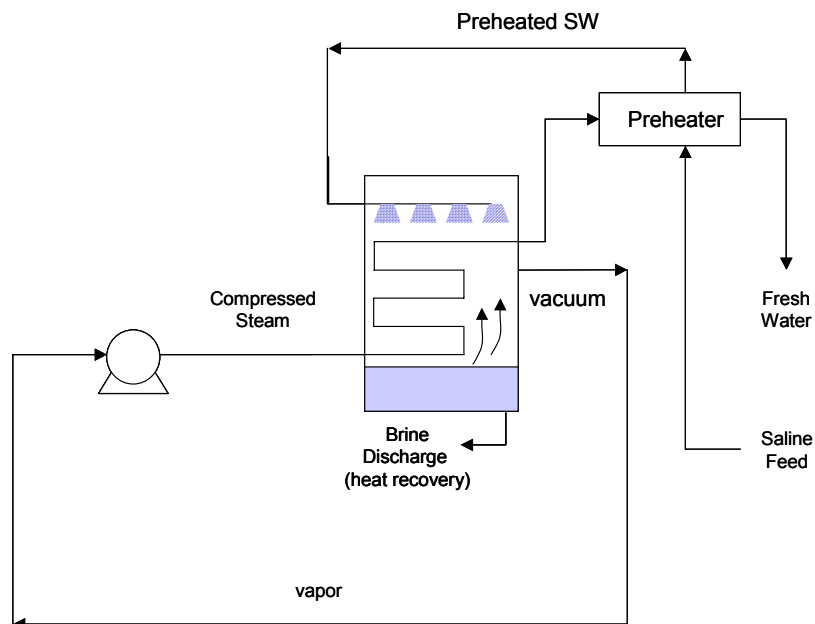 Preheated SW
Preheater
Compressed
Steam
vacuum
Fresh
Water
Brine
Discharge
(heat recovery)
Saline
Feed
vapor